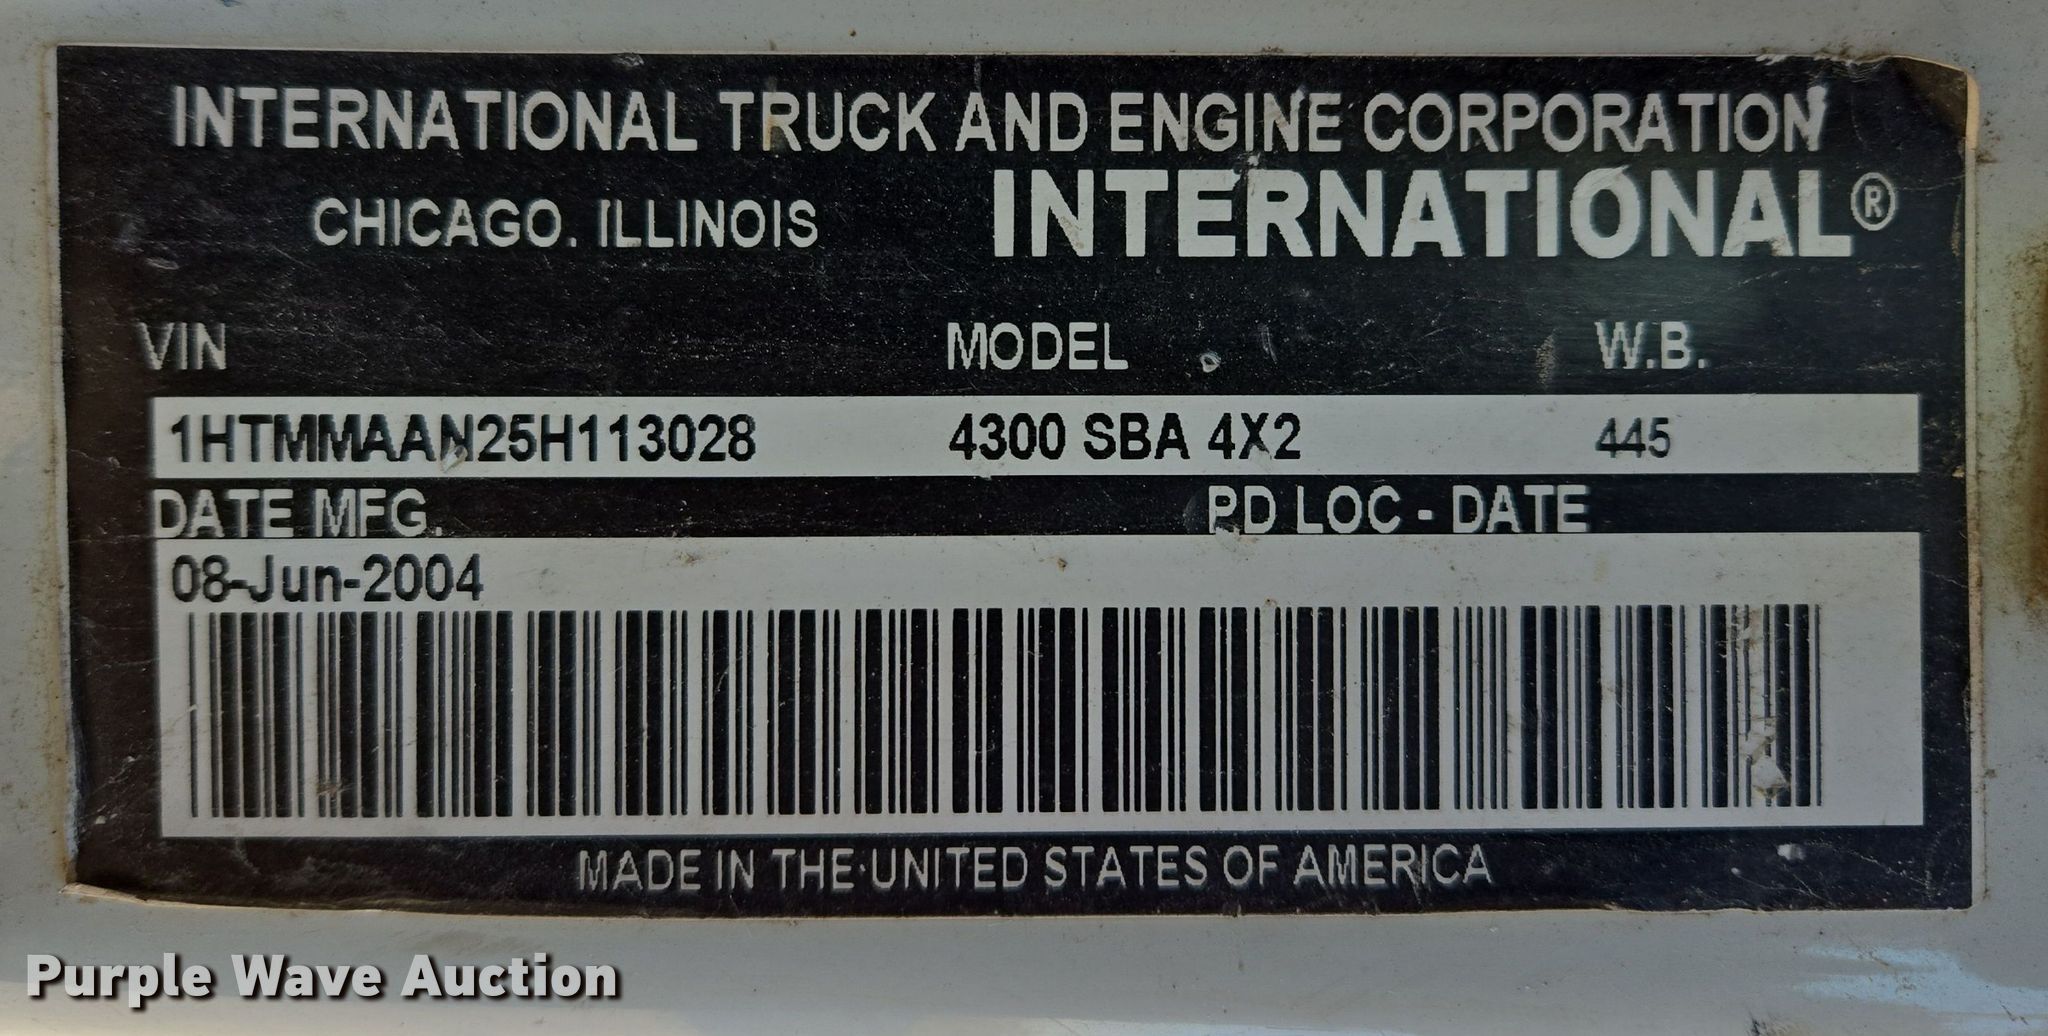 INTERNATIONAL TRUCK AND ENGINE CORPORATION
CHICAGO, ILLINOIS INTERNATIONAL®
VIN MODEL W.B.
1HTMMAAN25H113028 4300 SBA 4X2 445
DATE MFG. PD LOC - DATE
08-Jun-2004
MADE IN THE UNITED STATES OF AMERICA
Purple Wave Auction